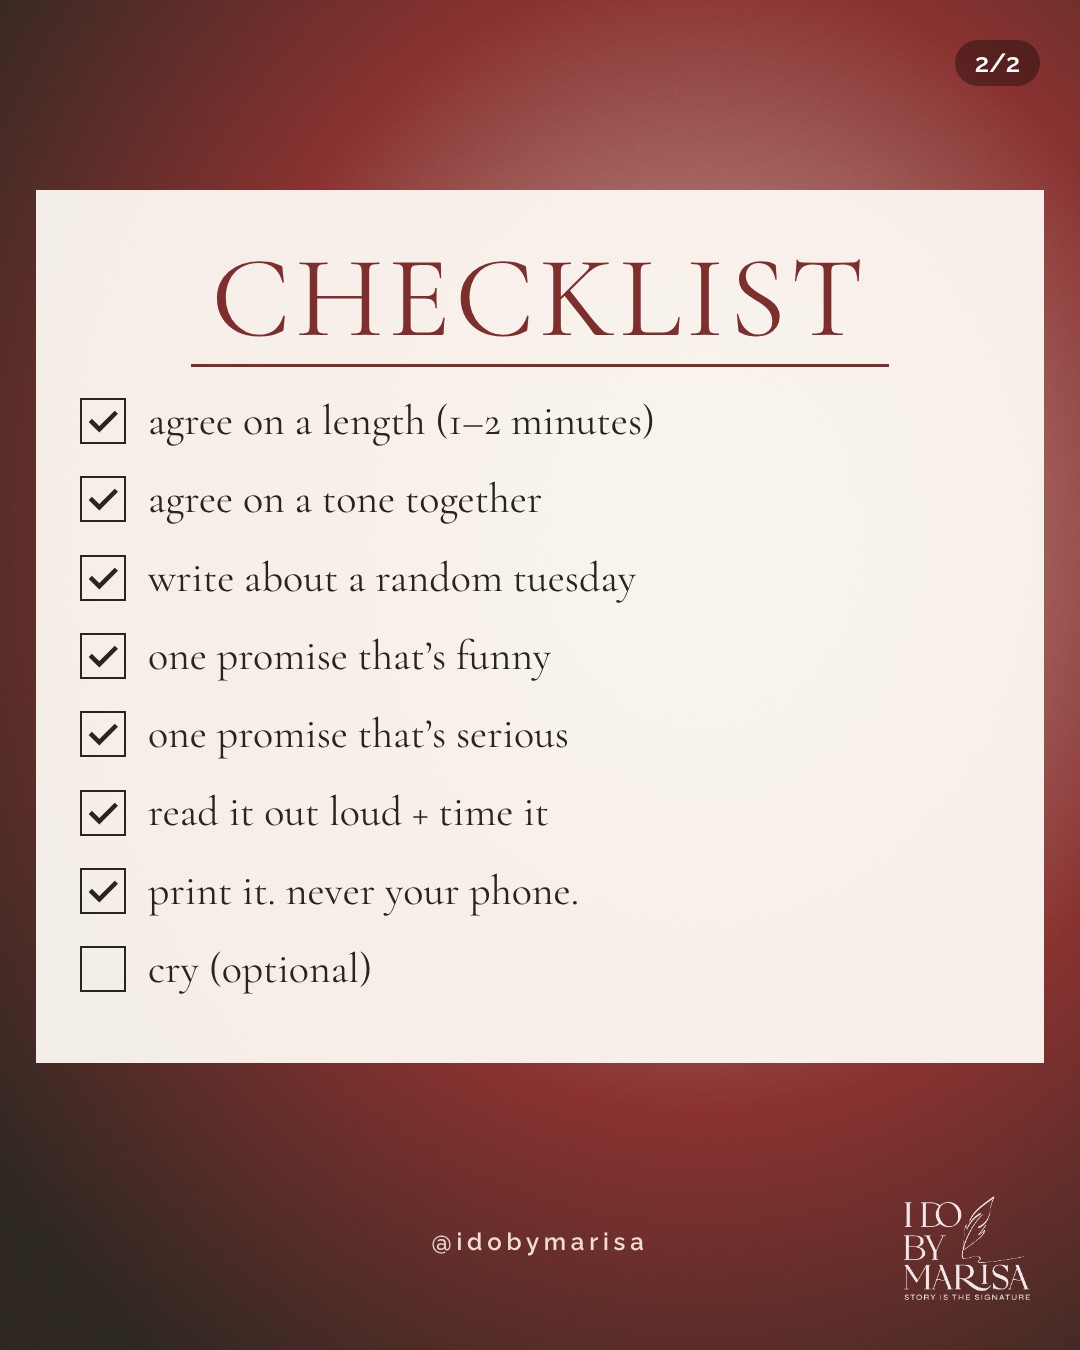 2/2
CHECKLIST
agree on a length (1–2 minutes)
agree on a tone together
write about a random tuesday
one promise that’s funny
one promise that’s serious
read it out loud + time it
print it. never your phone.
cry (optional)
@idobymarisa
I DO
BY
MARISA
STORY IS THE SIGNATURE